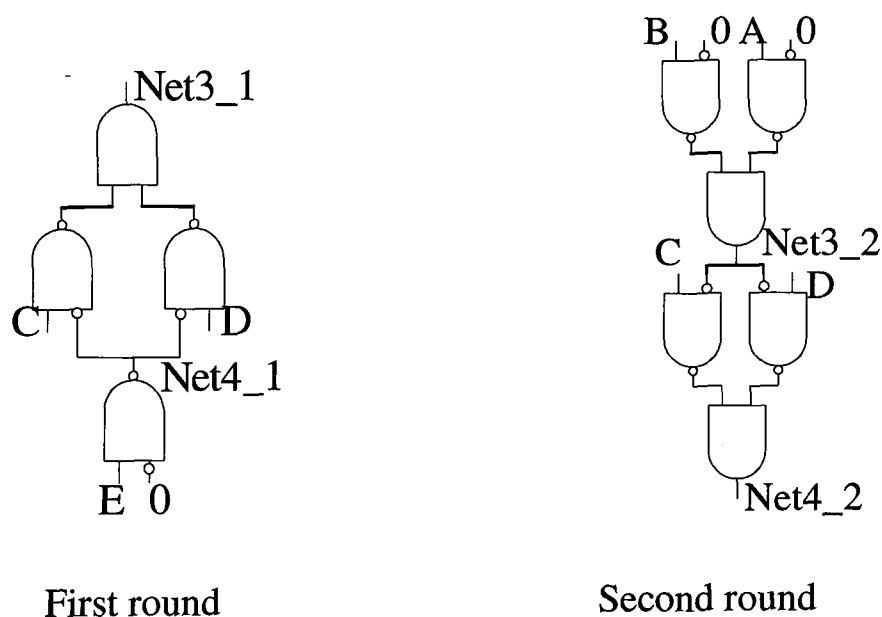 Net3_1
C
D
Net4_1
E 0
First round
B 0 A 0
Net3_2
C
D
Net4_2
Second round